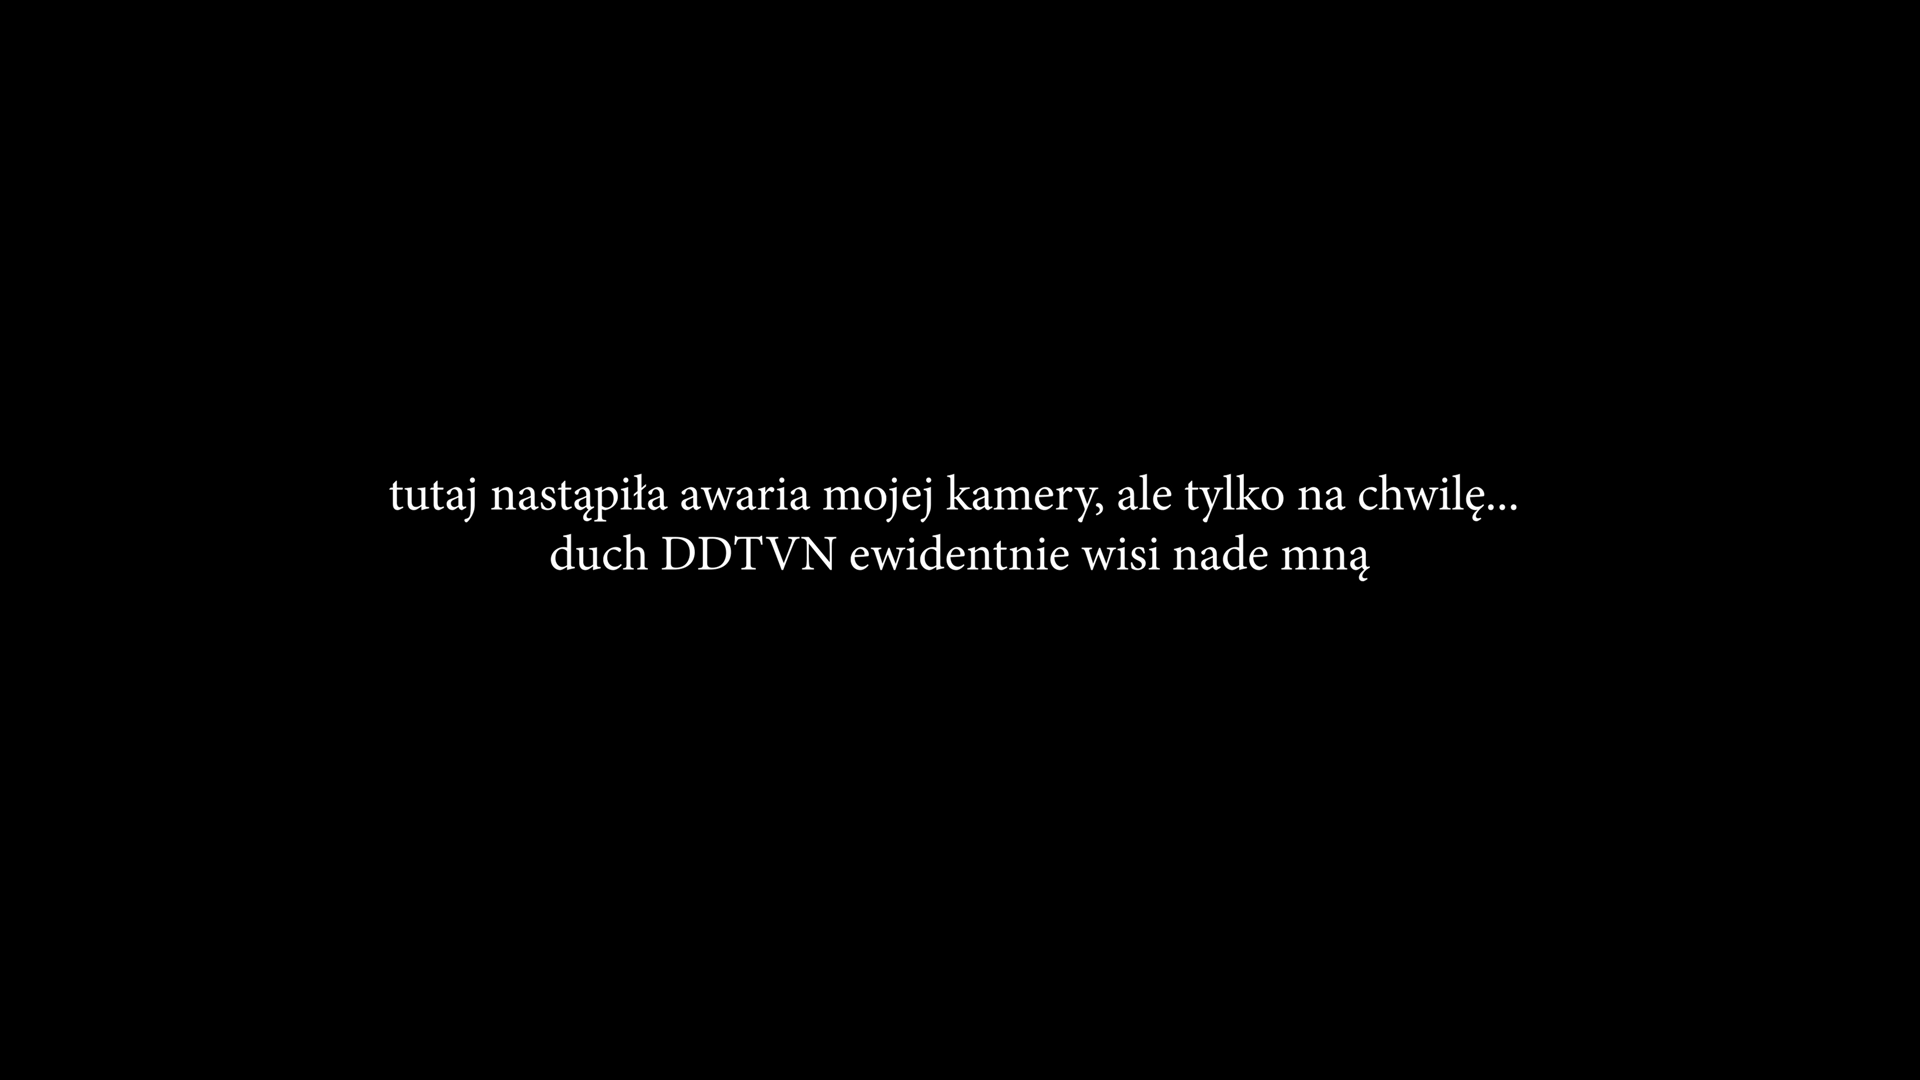 tutaj nastąpiła awaria mojej kamery, ale tylko na chwilę...
duch DDTVN ewidentnie wisi nade mną